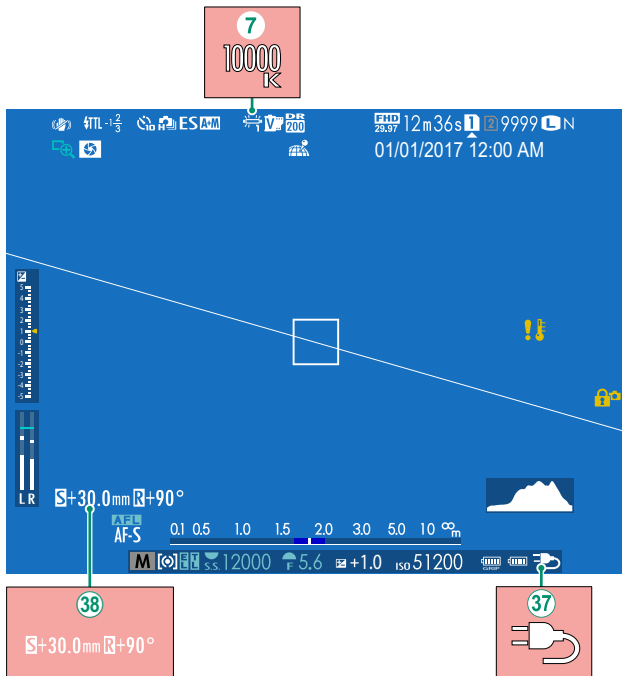 7
10000
K
TTL -1 2/3 10 H ES A+M V DR 200 FHD 29.97 12m36s 1 2 9999 L N
01/01/2017 12:00 AM
5
4
3
2
1
0
-1
-2
-3
-4
-5
L R
S+30.0mm R+90°
AFL
AF-S
0.1 0.5 1.0 1.5 2.0 3.0 5.0 10 ∞ m
M S.S. 12000 F 5.6 +1.0 ISO 51200 GRIP
38
S+30.0mm R+90°
37